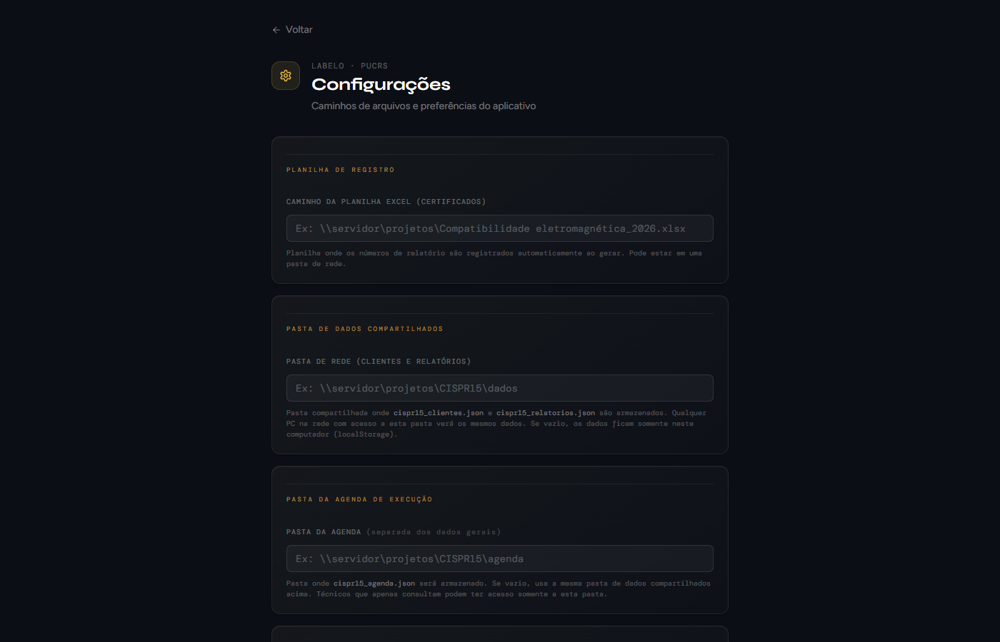 ← Voltar
LABELO · PUCRS
Configurações
Caminhos de arquivos e preferências do aplicativo
PLANILHA DE REGISTRO
CAMINHO DA PLANILHA EXCEL (CERTIFICADOS)
Ex: \\servidor\projetos\Compatibilidade eletromagnética_2026.xlsx
Planilha onde os números de relatório são registrados automaticamente ao gerar. Pode estar em uma
pasta de rede.
PASTA DE DADOS COMPARTILHADOS
PASTA DE REDE (CLIENTES E RELATÓRIOS)
Ex: \\servidor\projetos\CISPR15\dados
Pasta compartilhada onde cispr15_clientes.json e cispr15_relatorios.json são armazenados. Qualquer
PC na rede com acesso a esta pasta verá os mesmos dados. Se vazio, os dados ficam somente neste
computador (localStorage).
PASTA DA AGENDA DE EXECUÇÃO
PASTA DA AGENDA (separada dos dados gerais)
Ex: \\servidor\projetos\CISPR15\agenda
Pasta onde cispr15_agenda.json será armazenado. Se vazio, usa a mesma pasta de dados compartilhados
acima. Técnicos que apenas consultam podem ter acesso somente a esta pasta.